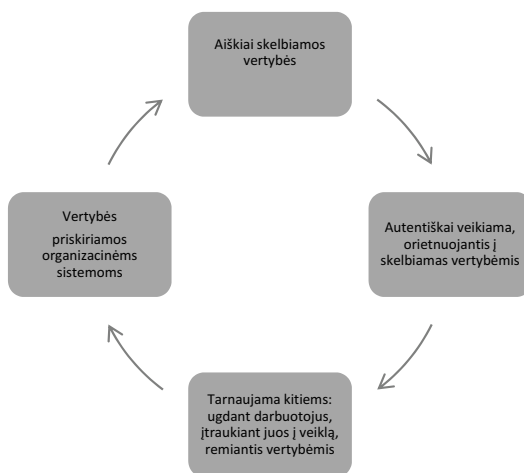 Aiškiai skelbiamos
vertybės
Autentiškai veikiama,
orietnuojantis į
skelbiamas vertybėmis
Tarnaujama kitiems:
ugdant darbuotojus,
įtraukiant juos į veiklą,
remiantis vertybėmis
Vertybės
priskiriamos
organizacinėms
sistemoms